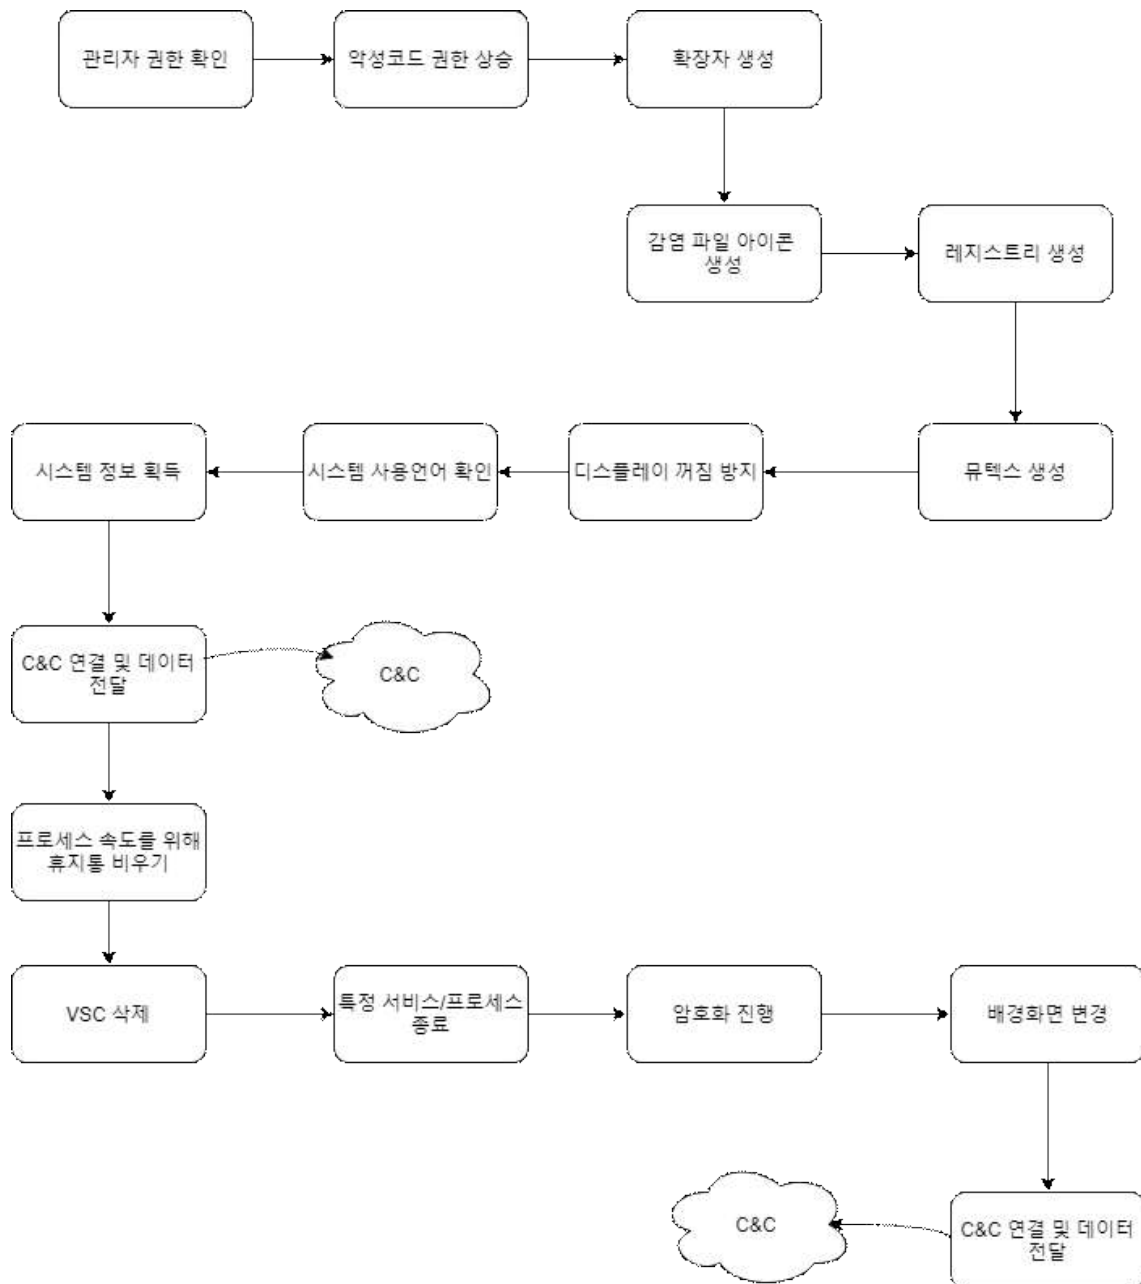 관리자 권한 확인
악성코드 권한 상승
확장자 생성
감염 파일 아이콘
생성
레지스트리 생성
뮤텍스 생성
디스플레이 꺼짐 방지
시스템 사용언어 확인
시스템 정보 획득
C&C 연결 및 데이터
전달
C&C
프로세스 속도를 위해
휴지통 비우기
VSC 삭제
특정 서비스/프로세스
종료
암호화 진행
배경화면 변경
C&C 연결 및 데이터
전달
C&C